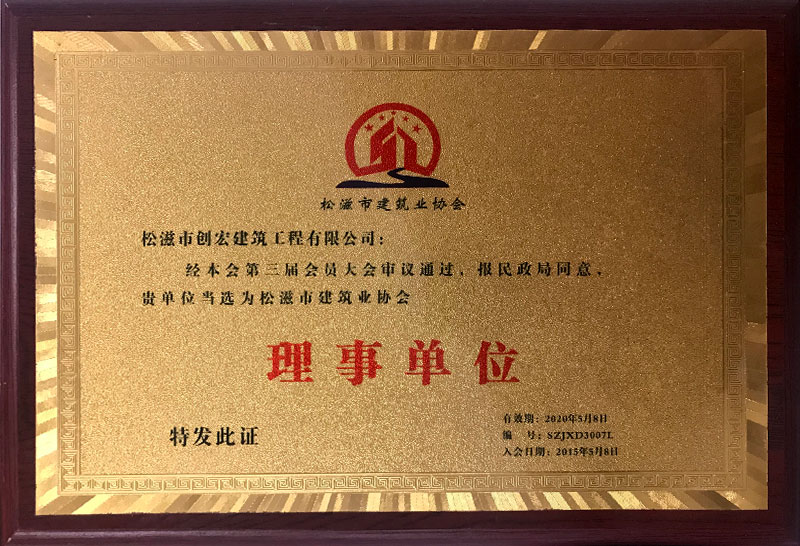 松滋市建筑业协会
松滋市创宏建筑工程有限公司：
经本会第三届会员大会审议通过，报民政局同意，
贵单位当选为松滋市建筑业协会
理事单位
特发此证
有效期：2020年5月8日
编 号：SZJXD3007L
入会日期：2015年5月8日